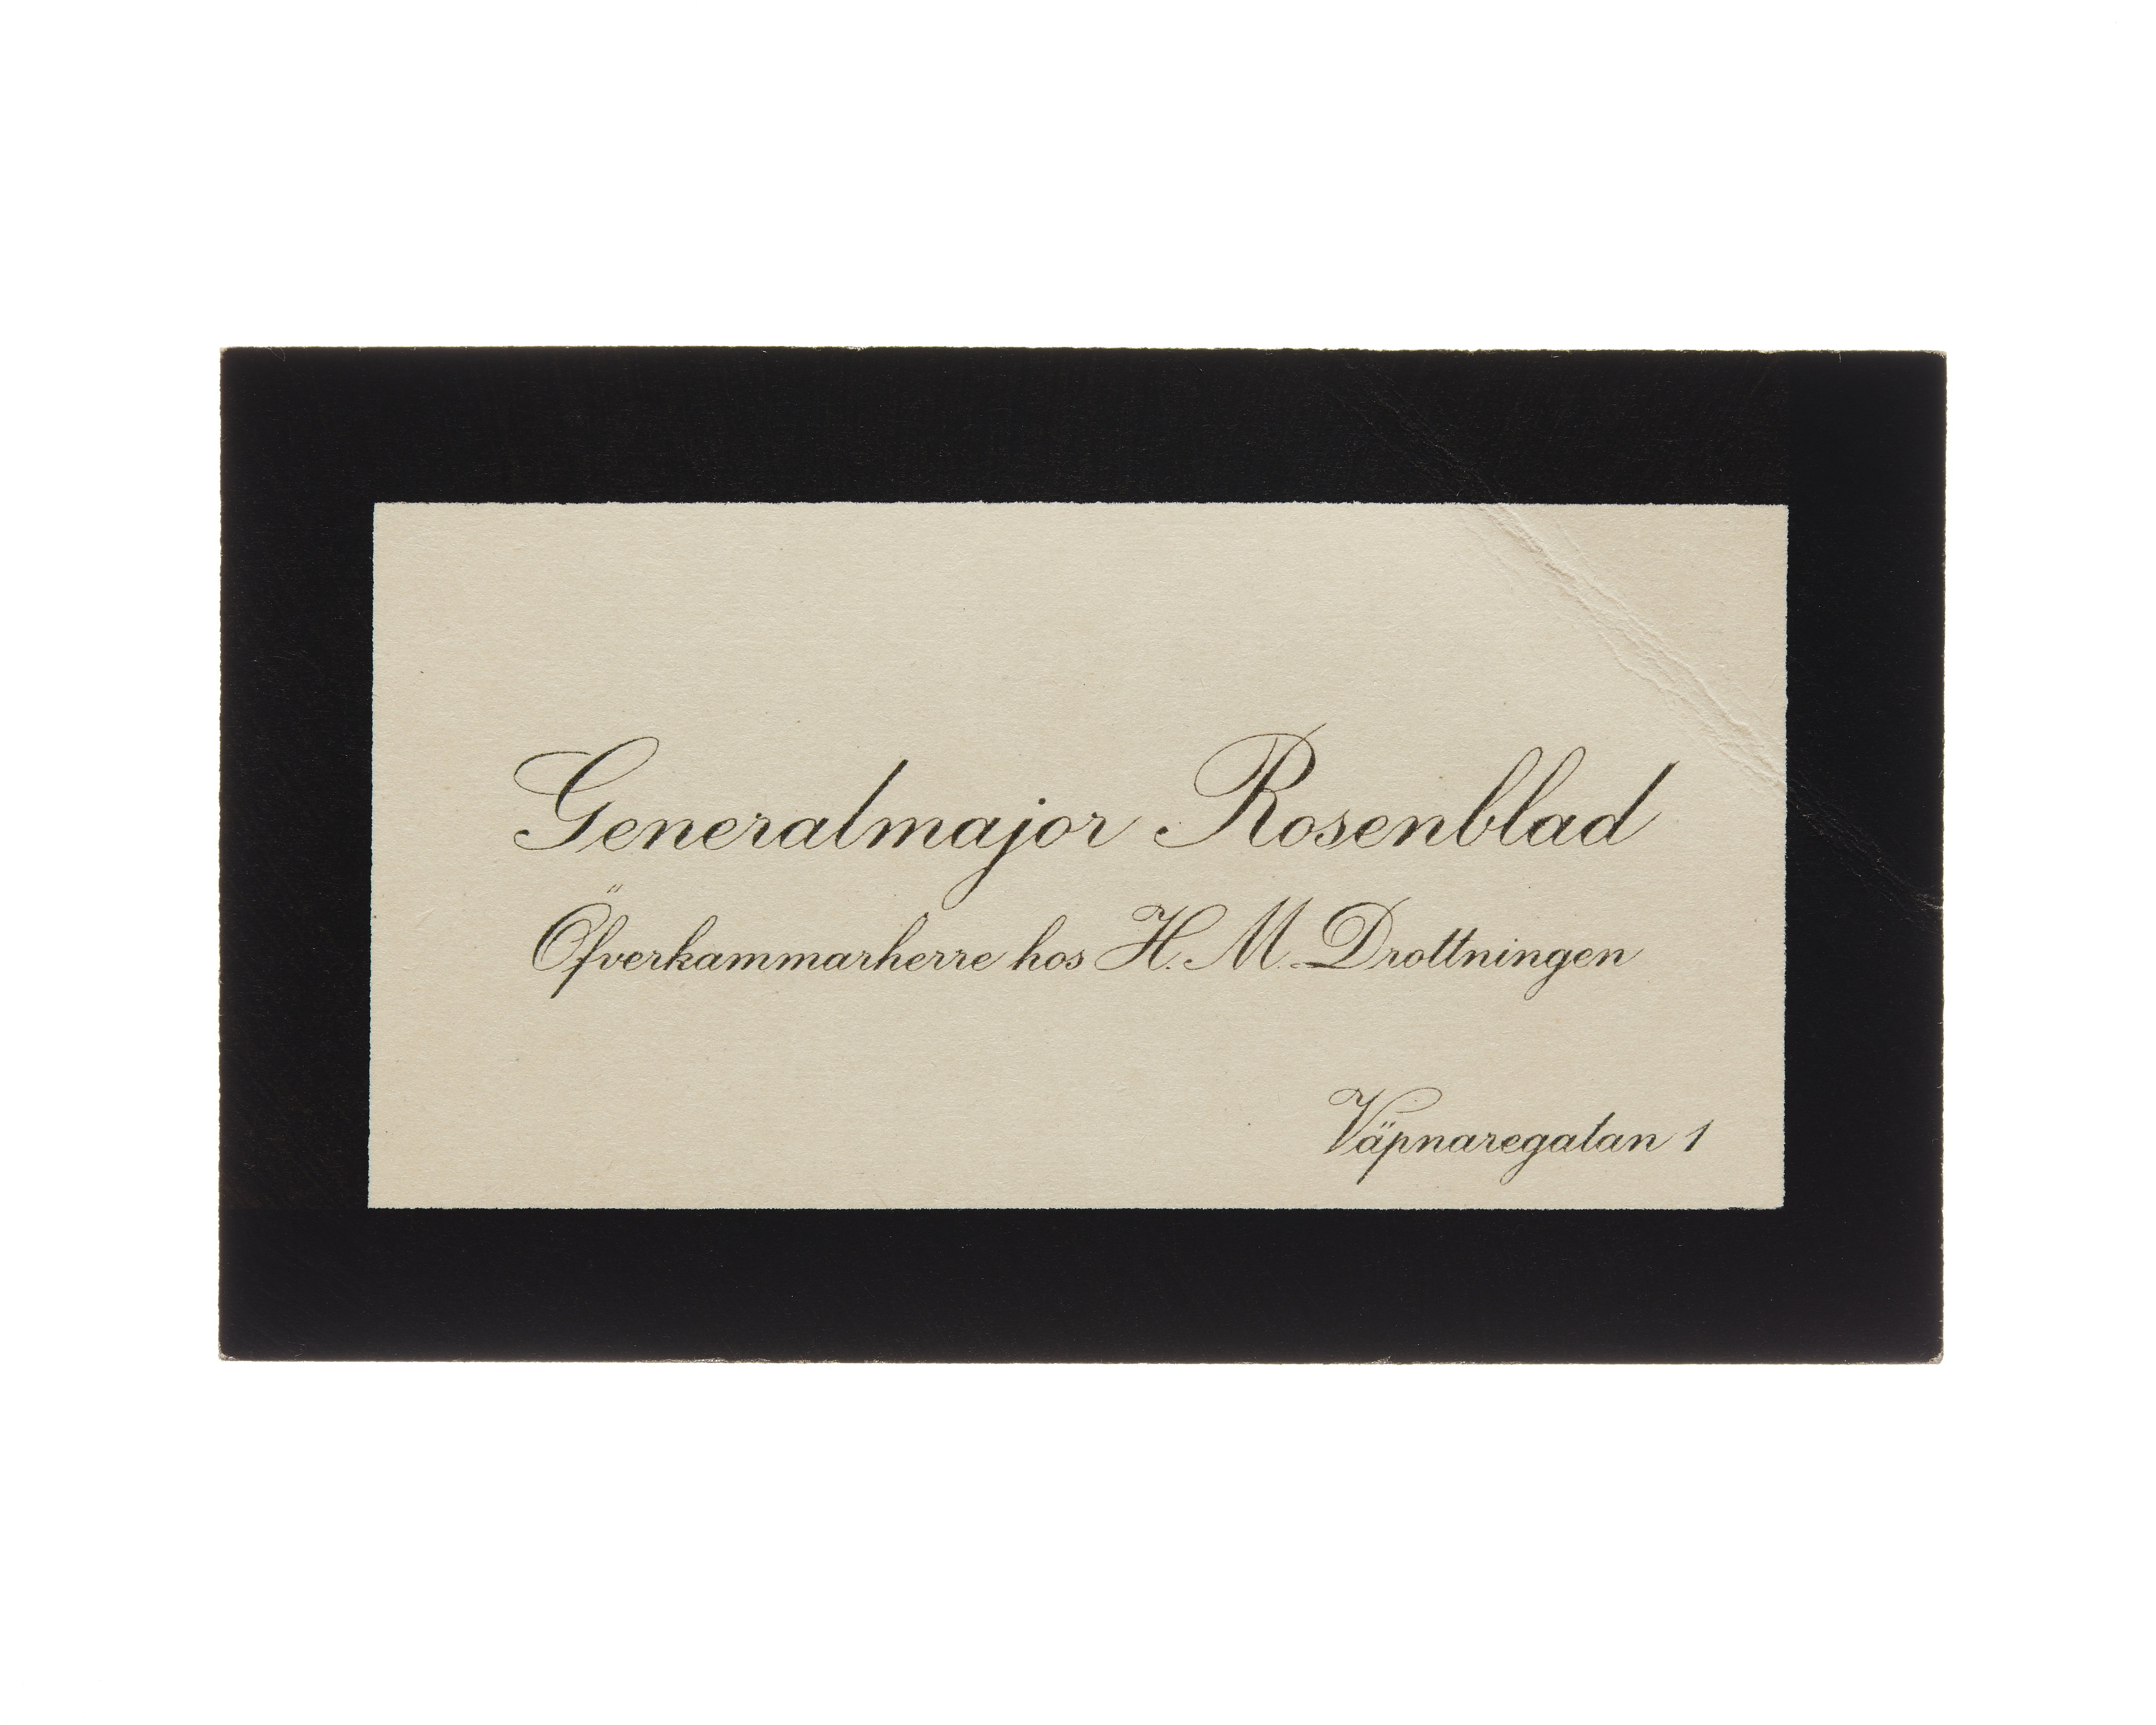 Generalmajor Rosenblad
Öfverkammarherre hos H. M. Drottningen
Väpnaregatan 1